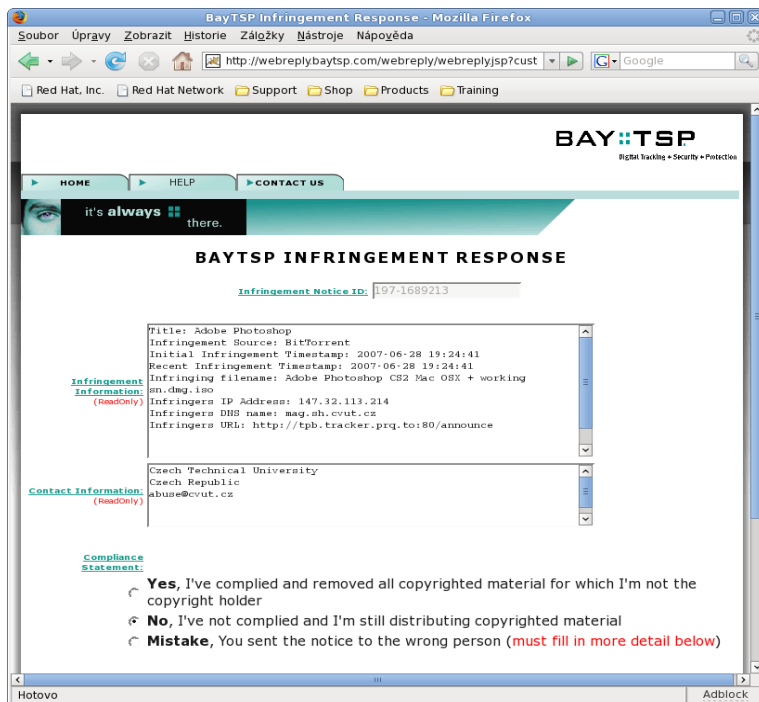 BayTSP Infringement Response - Mozilla Firefox
Soubor Úpravy Zobrazit Historie Záložky Nástroje Nápověda
http://webreply.baytsp.com/webreply/webreply.jsp?cust
Google
Red Hat, Inc. Red Hat Network Support Shop Products Training
BAY TSP
Digital Tracking + Security + Protection
HOME HELP CONTACT US
it's always
there.
BAYTSP INFRINGEMENT RESPONSE
Infringement Notice ID: 197-1689213
Title: Adobe Photoshop
Infringement Source: BitTorrent
Initial Infringement Timestamp: 2007-06-28 19:24:41
Recent Infringement Timestamp: 2007-06-28 19:24:41
Infringing filename: Adobe Photoshop CS2 Mac OSX + working
sn.dmg.iso
Infringers IP Address: 147.32.113.214
Infringers DNS name: mag.sh.cvut.cz
Infringers URL: http://tpb.tracker.prq.to:80/announce
Infringement
Information:
(ReadOnly)
Czech Technical University
Czech Republic
abuse@cvut.cz
Contact Information:
(ReadOnly)
Compliance
Statement:
Yes, I've complied and removed all copyrighted material for which I'm not the
copyright holder
No, I've not complied and I'm still distributing copyrighted material
Mistake, You sent the notice to the wrong person (must fill in more detail below)
Hotovo
Adblock